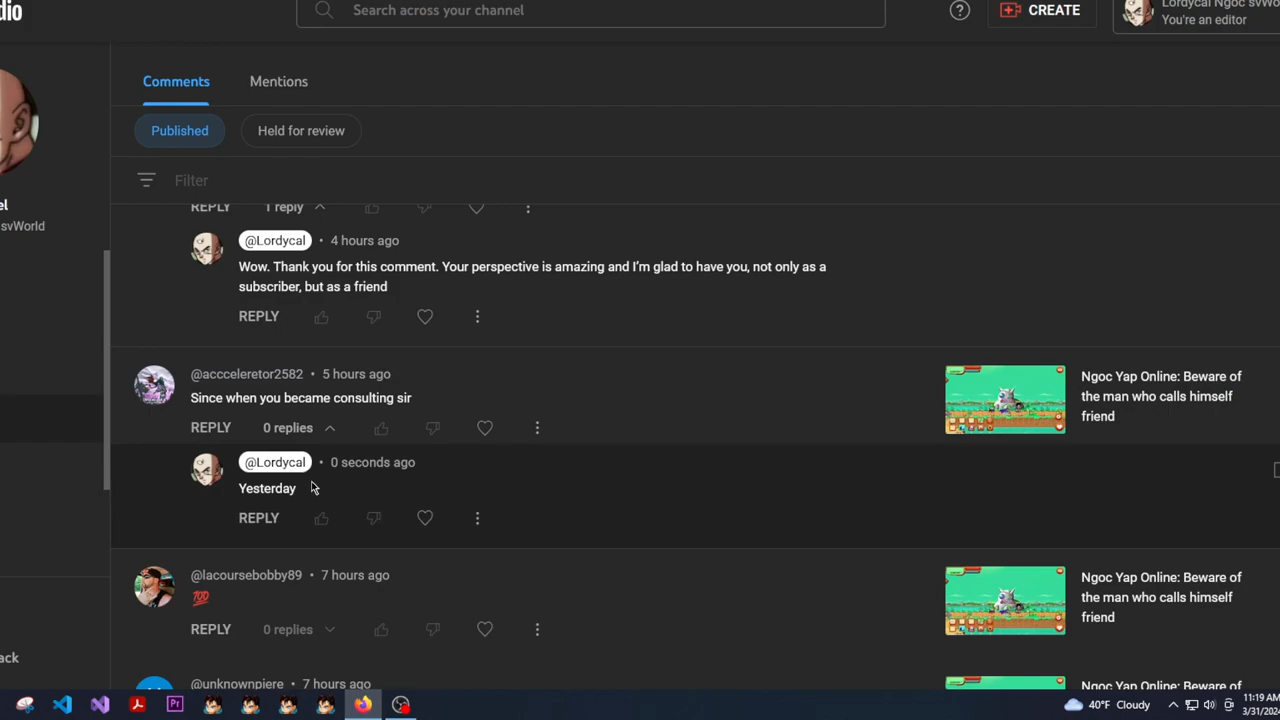 dio
Search across your channel
CREATE
Lordycal Ngoc svWo
You're an editor
Comments
Mentions
Published
Held for review
Filter
el
svWorld
REPLY 1 reply
@Lordycal • 4 hours ago
Wow. Thank you for this comment. Your perspective is amazing and I'm glad to have you, not only as a
subscriber, but as a friend
REPLY
@accceleretor2582 • 5 hours ago
Since when you became consulting sir
REPLY 0 replies
Ngoc Yap Online: Beware of
the man who calls himself
friend
@Lordycal • 0 seconds ago
Yesterday
REPLY
@lacoursebobby89 • 7 hours ago
💯
REPLY 0 replies
Ngoc Yap Online: Beware of
the man who calls himself
friend
ack
@unknownpiere • 7 hours ago
Ngoc Yap Online: Beware of
Pr
40°F Cloudy
11:19 AM
3/31/2024